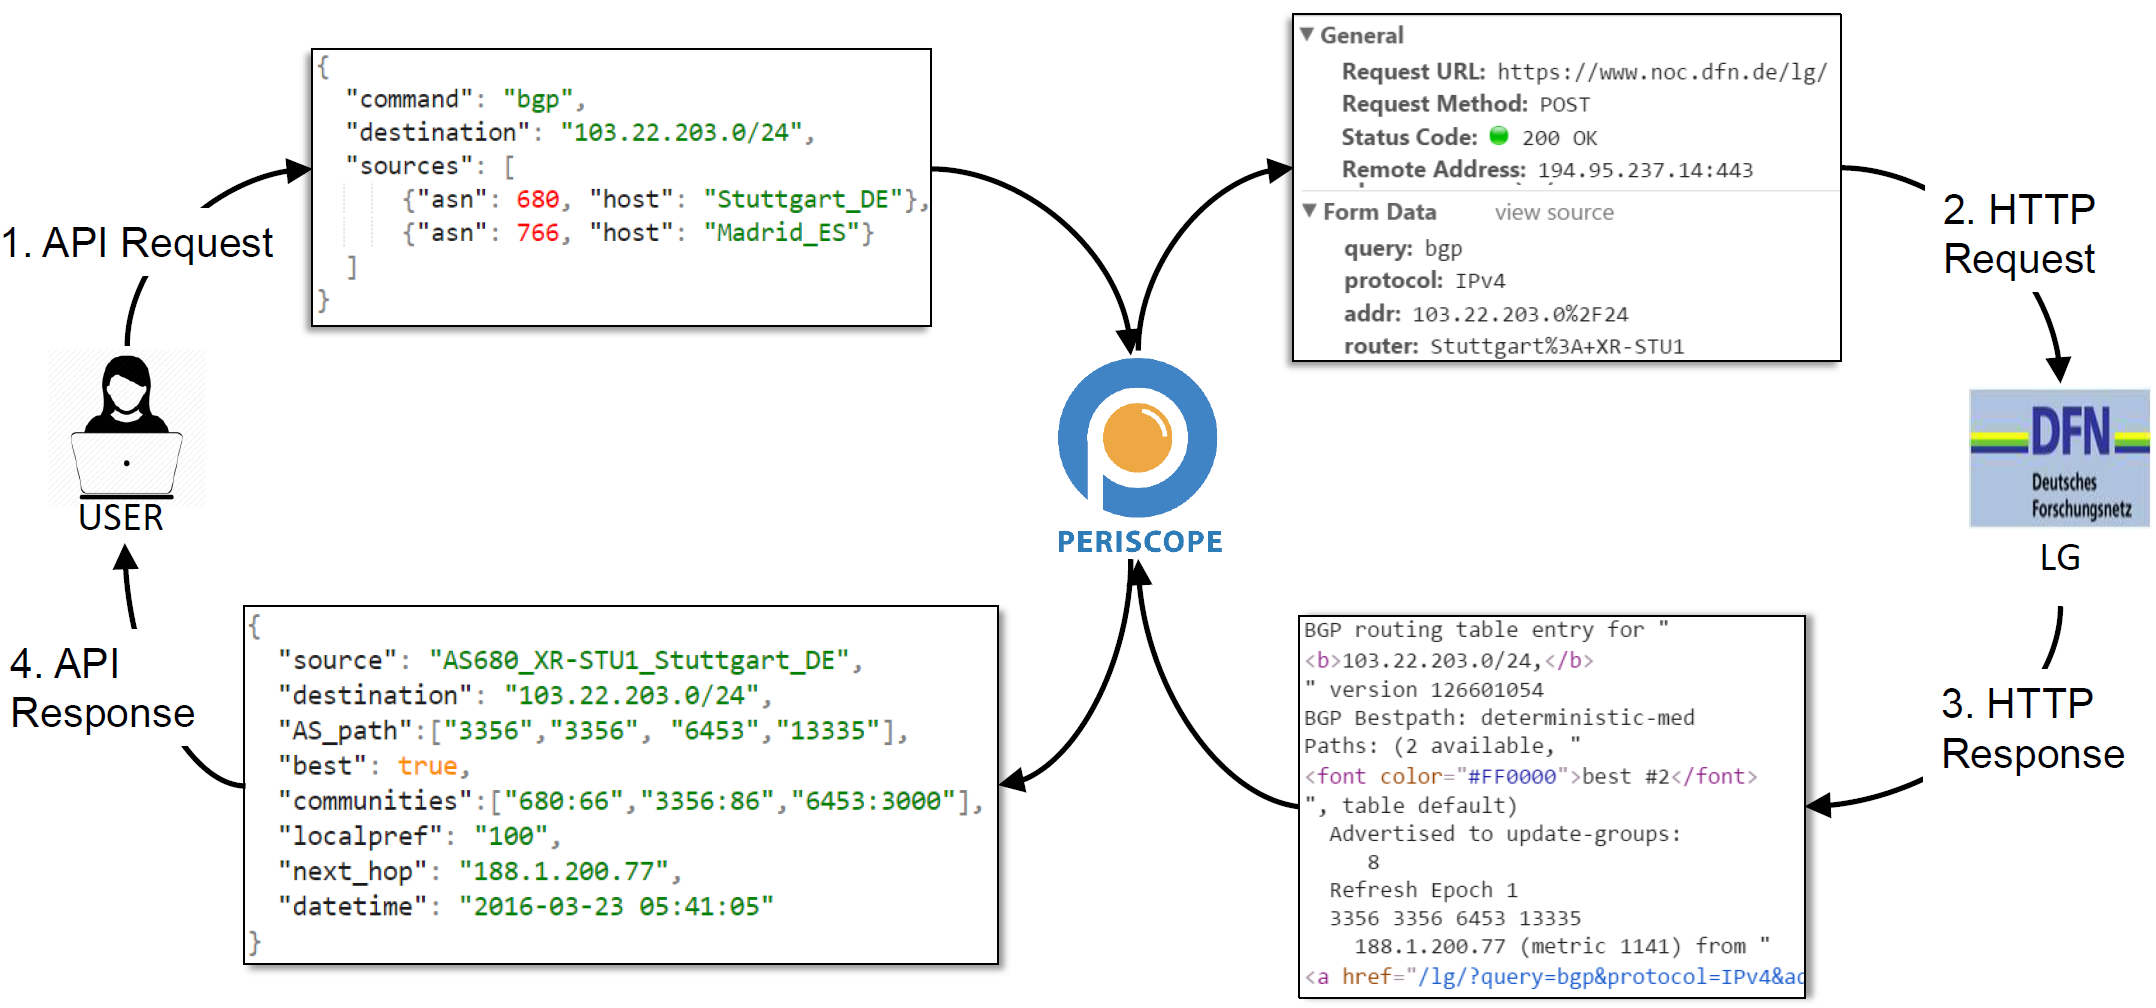 1. API Request
{
"command": "bgp",
"destination": "103.22.203.0/24",
"sources": [
{"asn": 680, "host": "Stuttgart_DE"},
{"asn": 766, "host": "Madrid_ES"}
]
}
General
Request URL: https://www.noc.dfn.de/lg/
Request Method: POST
Status Code: 200 OK
Remote Address: 194.95.237.14:443
Form Data view source
query: bgp
protocol: IPv4
addr: 103.22.203.0%2F24
router: Stuttgart%3A+XR-STU1
2. HTTP
Request
USER
PERISCOPE
DFN
Deutsches
Forschungsnetz
LG
4. API
Response
{
"source": "AS680_XR-STU1_Stuttgart_DE",
"destination": "103.22.203.0/24",
"AS_path":["3356","3356", "6453","13335"],
"best": true,
"communities":["680:66","3356:86","6453:3000"],
"localpref": "100",
"next_hop": "188.1.200.77",
"datetime": "2016-03-23 05:41:05"
}
BGP routing table entry for "
<b>103.22.203.0/24,</b>
" version 126601054
BGP Bestpath: deterministic-med
Paths: (2 available, "
<font color="#FF0000">best #2</font>
", table default)
Advertised to update-groups:
8
Refresh Epoch 1
3356 3356 6453 13335
188.1.200.77 (metric 1141) from "
<a href="/lg/?query=bgp&protocol=IPv4&ad
3. HTTP
Response